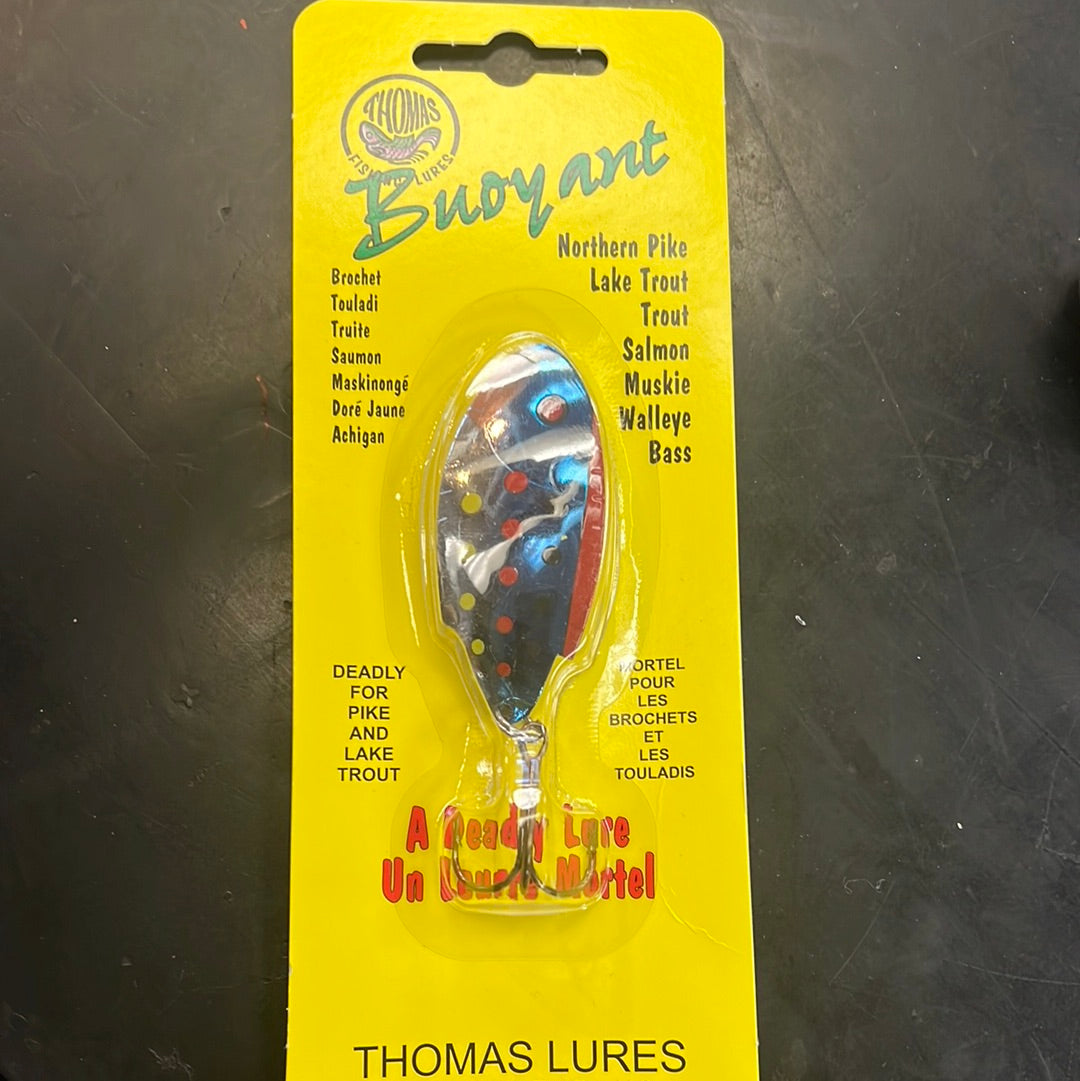 THOMAS
FISHING LURES
Buoyant
Northern Pike
Lake Trout
Trout
Salmon
Muskie
Walleye
Bass
Brochet
Touladi
Truite
Saumon
Maskinongé
Doré Jaune
Achigan
DEADLY
FOR
PIKE
AND
LAKE
TROUT
MORTEL
POUR
LES
BROCHETS
ET
LES
TOULADIS
A Deadly Lure
Un Leurre Mortel
THOMAS LURES